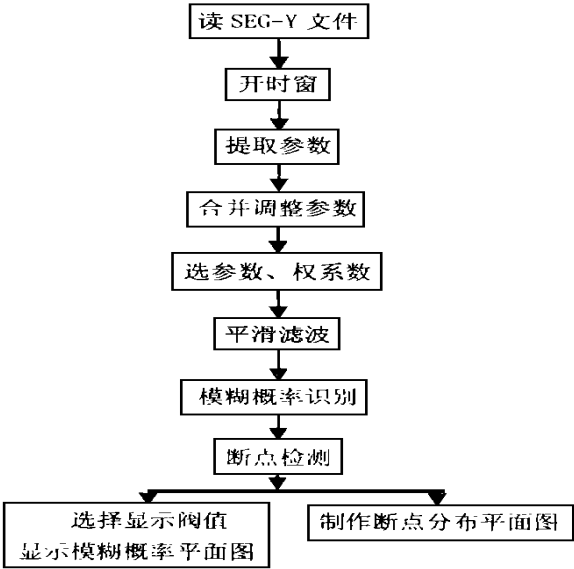 读 SEG-Y 文件
开时窗
提取参数
合并调整参数
选参数、权系数
平滑滤波
模糊概率识别
断点检测
选择显示阀值
显示模糊概率平面图
制作断点分布平面图